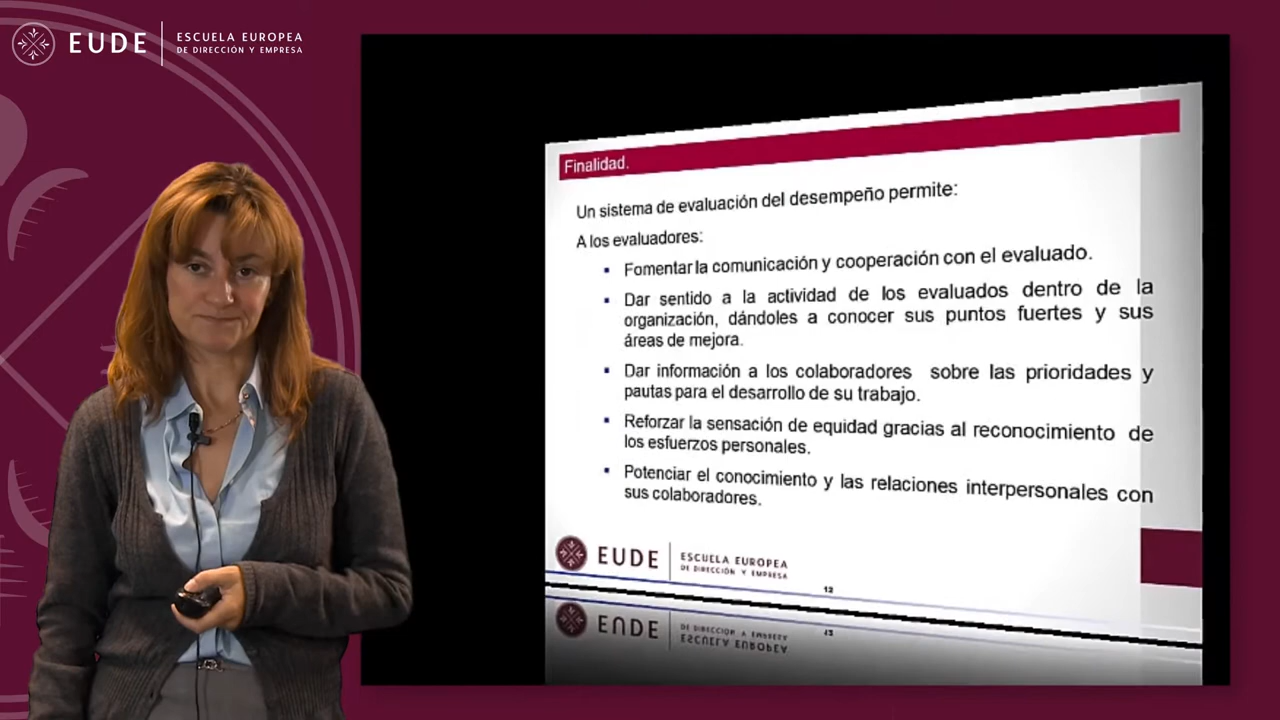 EUDE
ESCUELA EUROPEA
DE DIRECCIÓN Y EMPRESA
Finalidad.
Un sistema de evaluación del desempeño permite:
A los evaluadores:
▪ Fomentar la comunicación y cooperación con el evaluado.
▪ Dar sentido a la actividad de los evaluados dentro de la
organización, dándoles a conocer sus puntos fuertes y sus
áreas de mejora.
▪ Dar información a los colaboradores sobre las prioridades y
pautas para el desarrollo de su trabajo.
▪ Reforzar la sensación de equidad gracias al reconocimiento de
los esfuerzos personales.
▪ Potenciar el conocimiento y las relaciones interpersonales con
sus colaboradores.
EUDE
ESCUELA EUROPEA
DE DIRECCIÓN Y EMPRESA